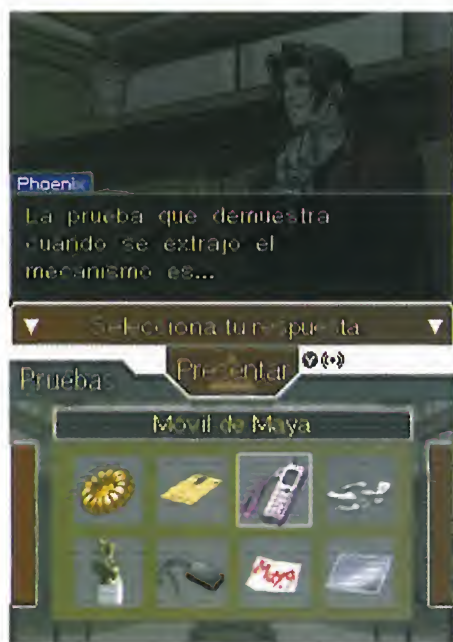 Phoenix
La prueba que demuestra
cuando se extrajo el
mecanismo es...
Selecciona tu respuesta
Presentar
Y
Pruebas
Móvil de Maya
Maya